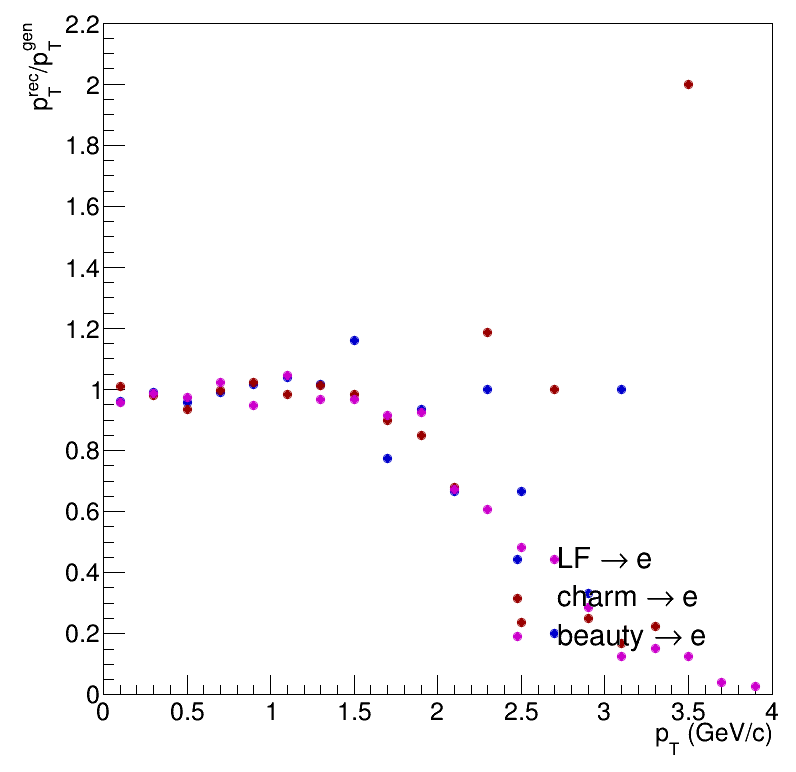 p_T^rec/p_T^gen
2.2
2
1.8
1.6
1.4
1.2
1
0.8
0.6
0.4
0.2
0
LF → e
charm → e
beauty → e
0 0.5 1 1.5 2 2.5 3 3.5 4
p_T (GeV/c)